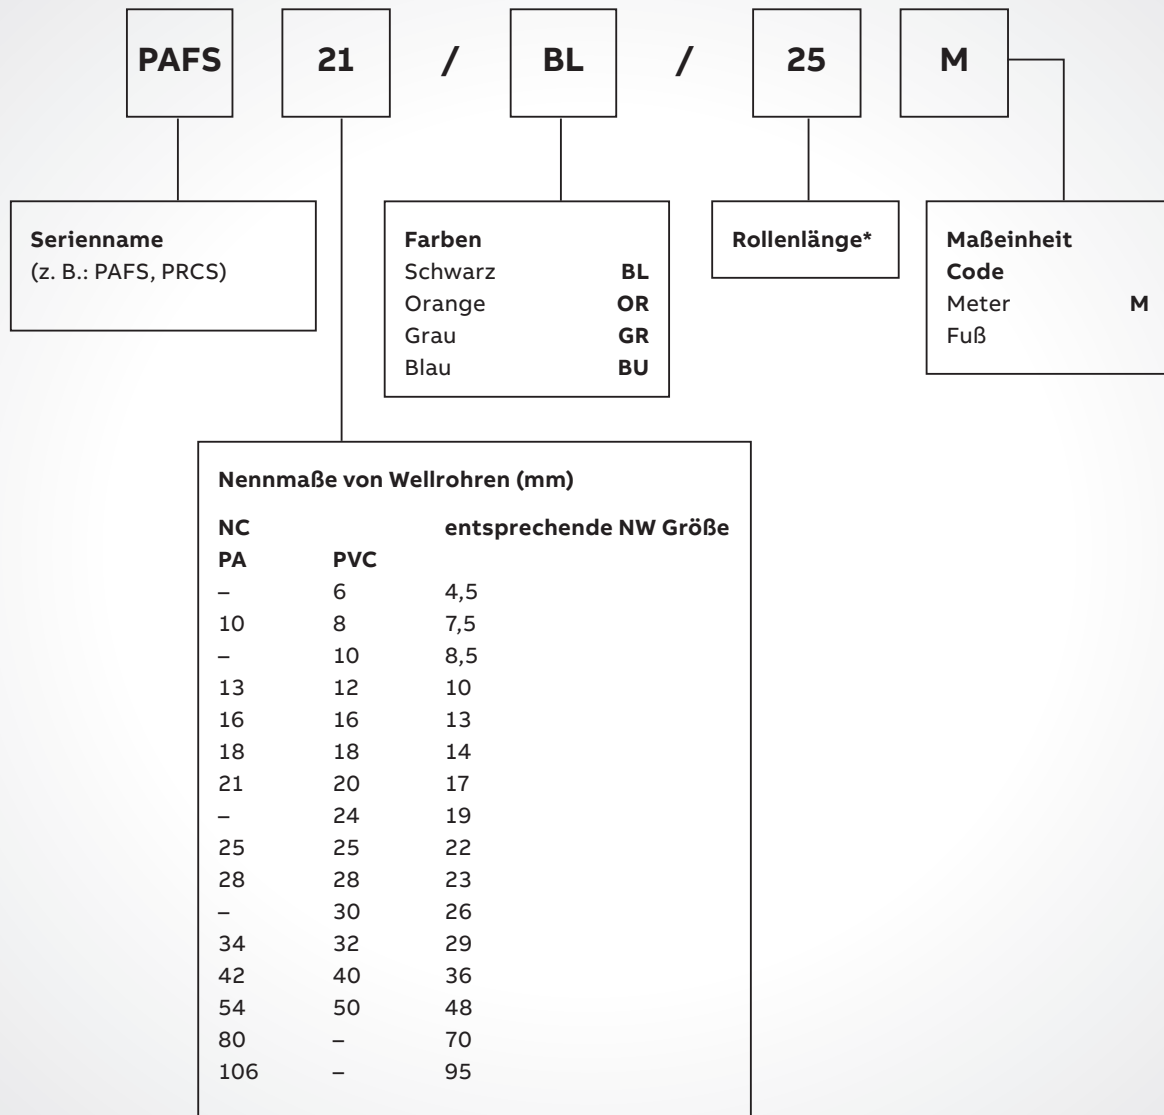 PAFS 21 / BL / 25 M
Serienname
(z. B.: PAFS, PRCS)
Farben
Schwarz BL
Orange OR
Grau GR
Blau BU
Rollenlänge*
Maßeinheit
Code
Meter M
Fuß
Nennmaße von Wellrohren (mm)
NC entsprechende NW Größe
PA PVC
– 6 4,5
10 8 7,5
– 10 8,5
13 12 10
16 16 13
18 18 14
21 20 17
– 24 19
25 25 22
28 28 23
– 30 26
34 32 29
42 40 36
54 50 48
80 – 70
106 – 95